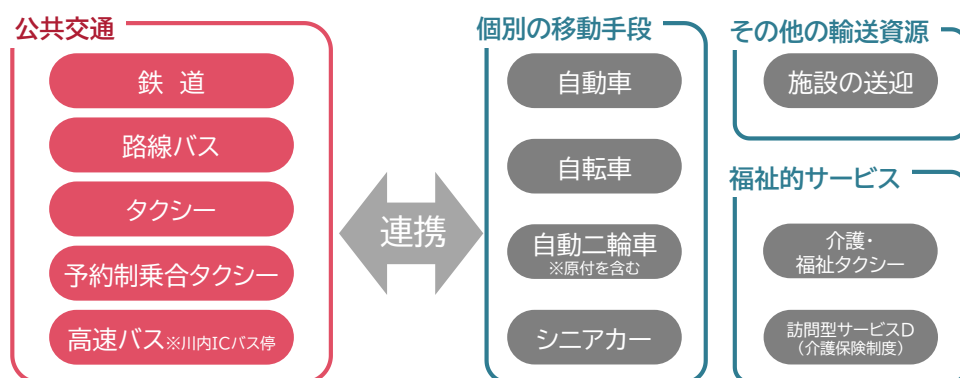 公共交通
鉄 道
路線バス
タクシー
予約制乗合タクシー
高速バス※川内ICバス停
連携
個別の移動手段
自動車
自転車
自動二輪車
※原付を含む
シニアカー
その他の輸送資源
施設の送迎
福祉的サービス
介護・
福祉タクシー
訪問型サービスD
（介護保険制度）